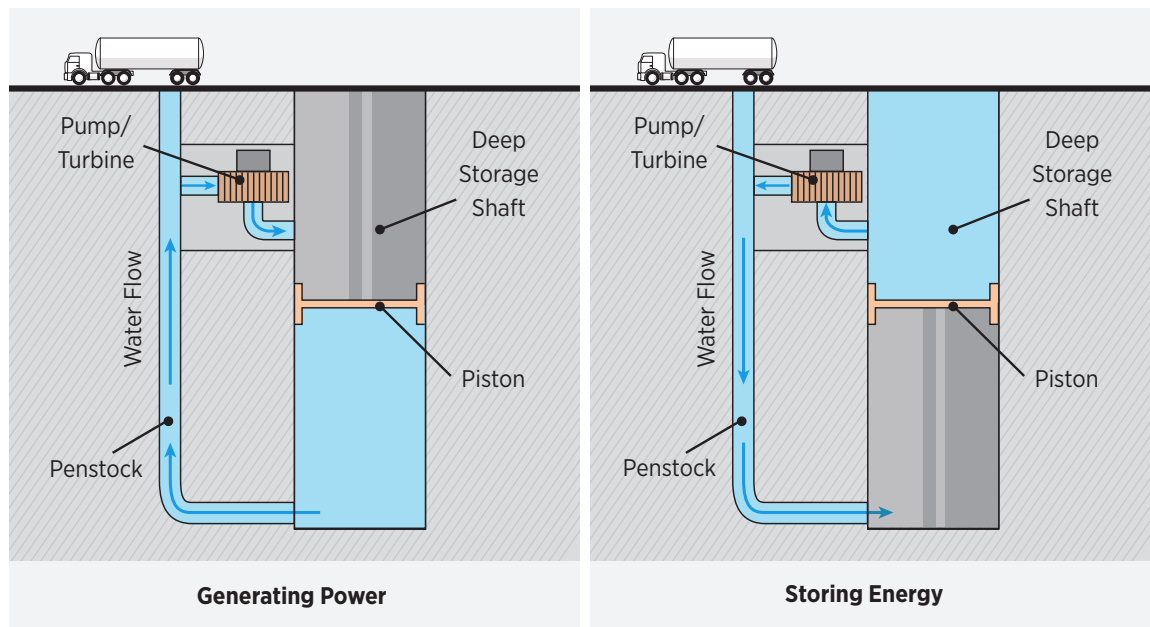 Pump/
Turbine
Deep
Storage
Shaft
Water Flow
Piston
Penstock
Generating Power
Pump/
Turbine
Deep
Storage
Shaft
Water Flow
Piston
Penstock
Storing Energy